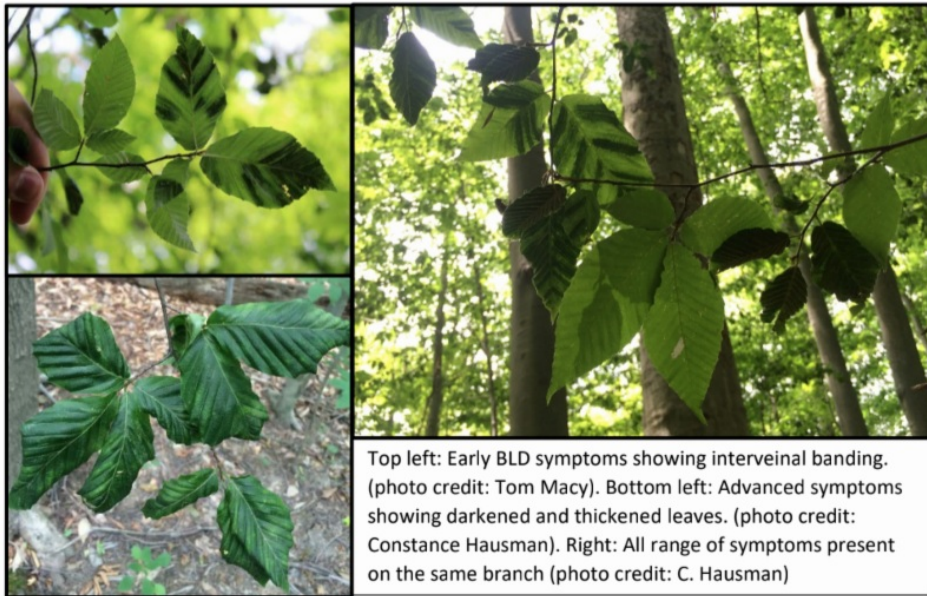 Top left: Early BLD symptoms showing interveinal banding.
(photo credit: Tom Macy). Bottom left: Advanced symptoms
showing darkened and thickened leaves. (photo credit:
Constance Hausman). Right: All range of symptoms present
on the same branch (photo credit: C. Hausman)